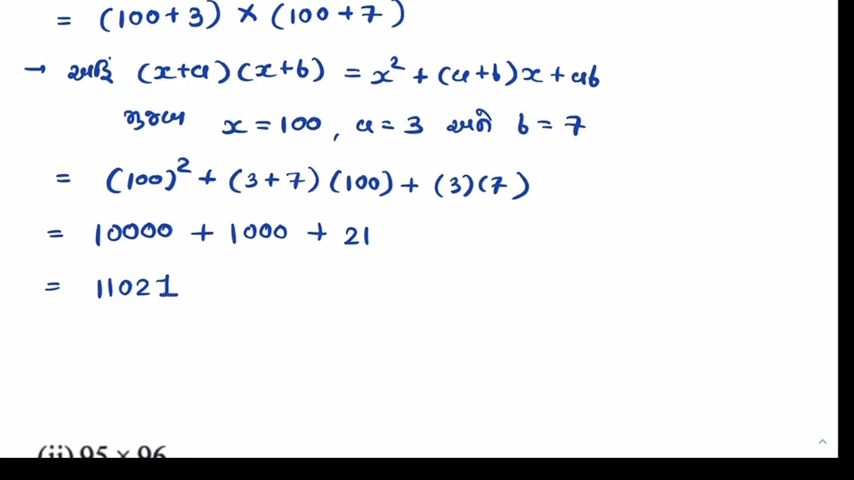 = (100 + 3) × (100 + 7)
→ અહીં (x+a) (x+b) = x² + (a+b)x + ab
મુજબ x = 100 , a = 3 અને b = 7
= (100)² + (3+7) (100) + (3)(7)
= 10000 + 1000 + 21
= 11021
(ii) 95 × 96